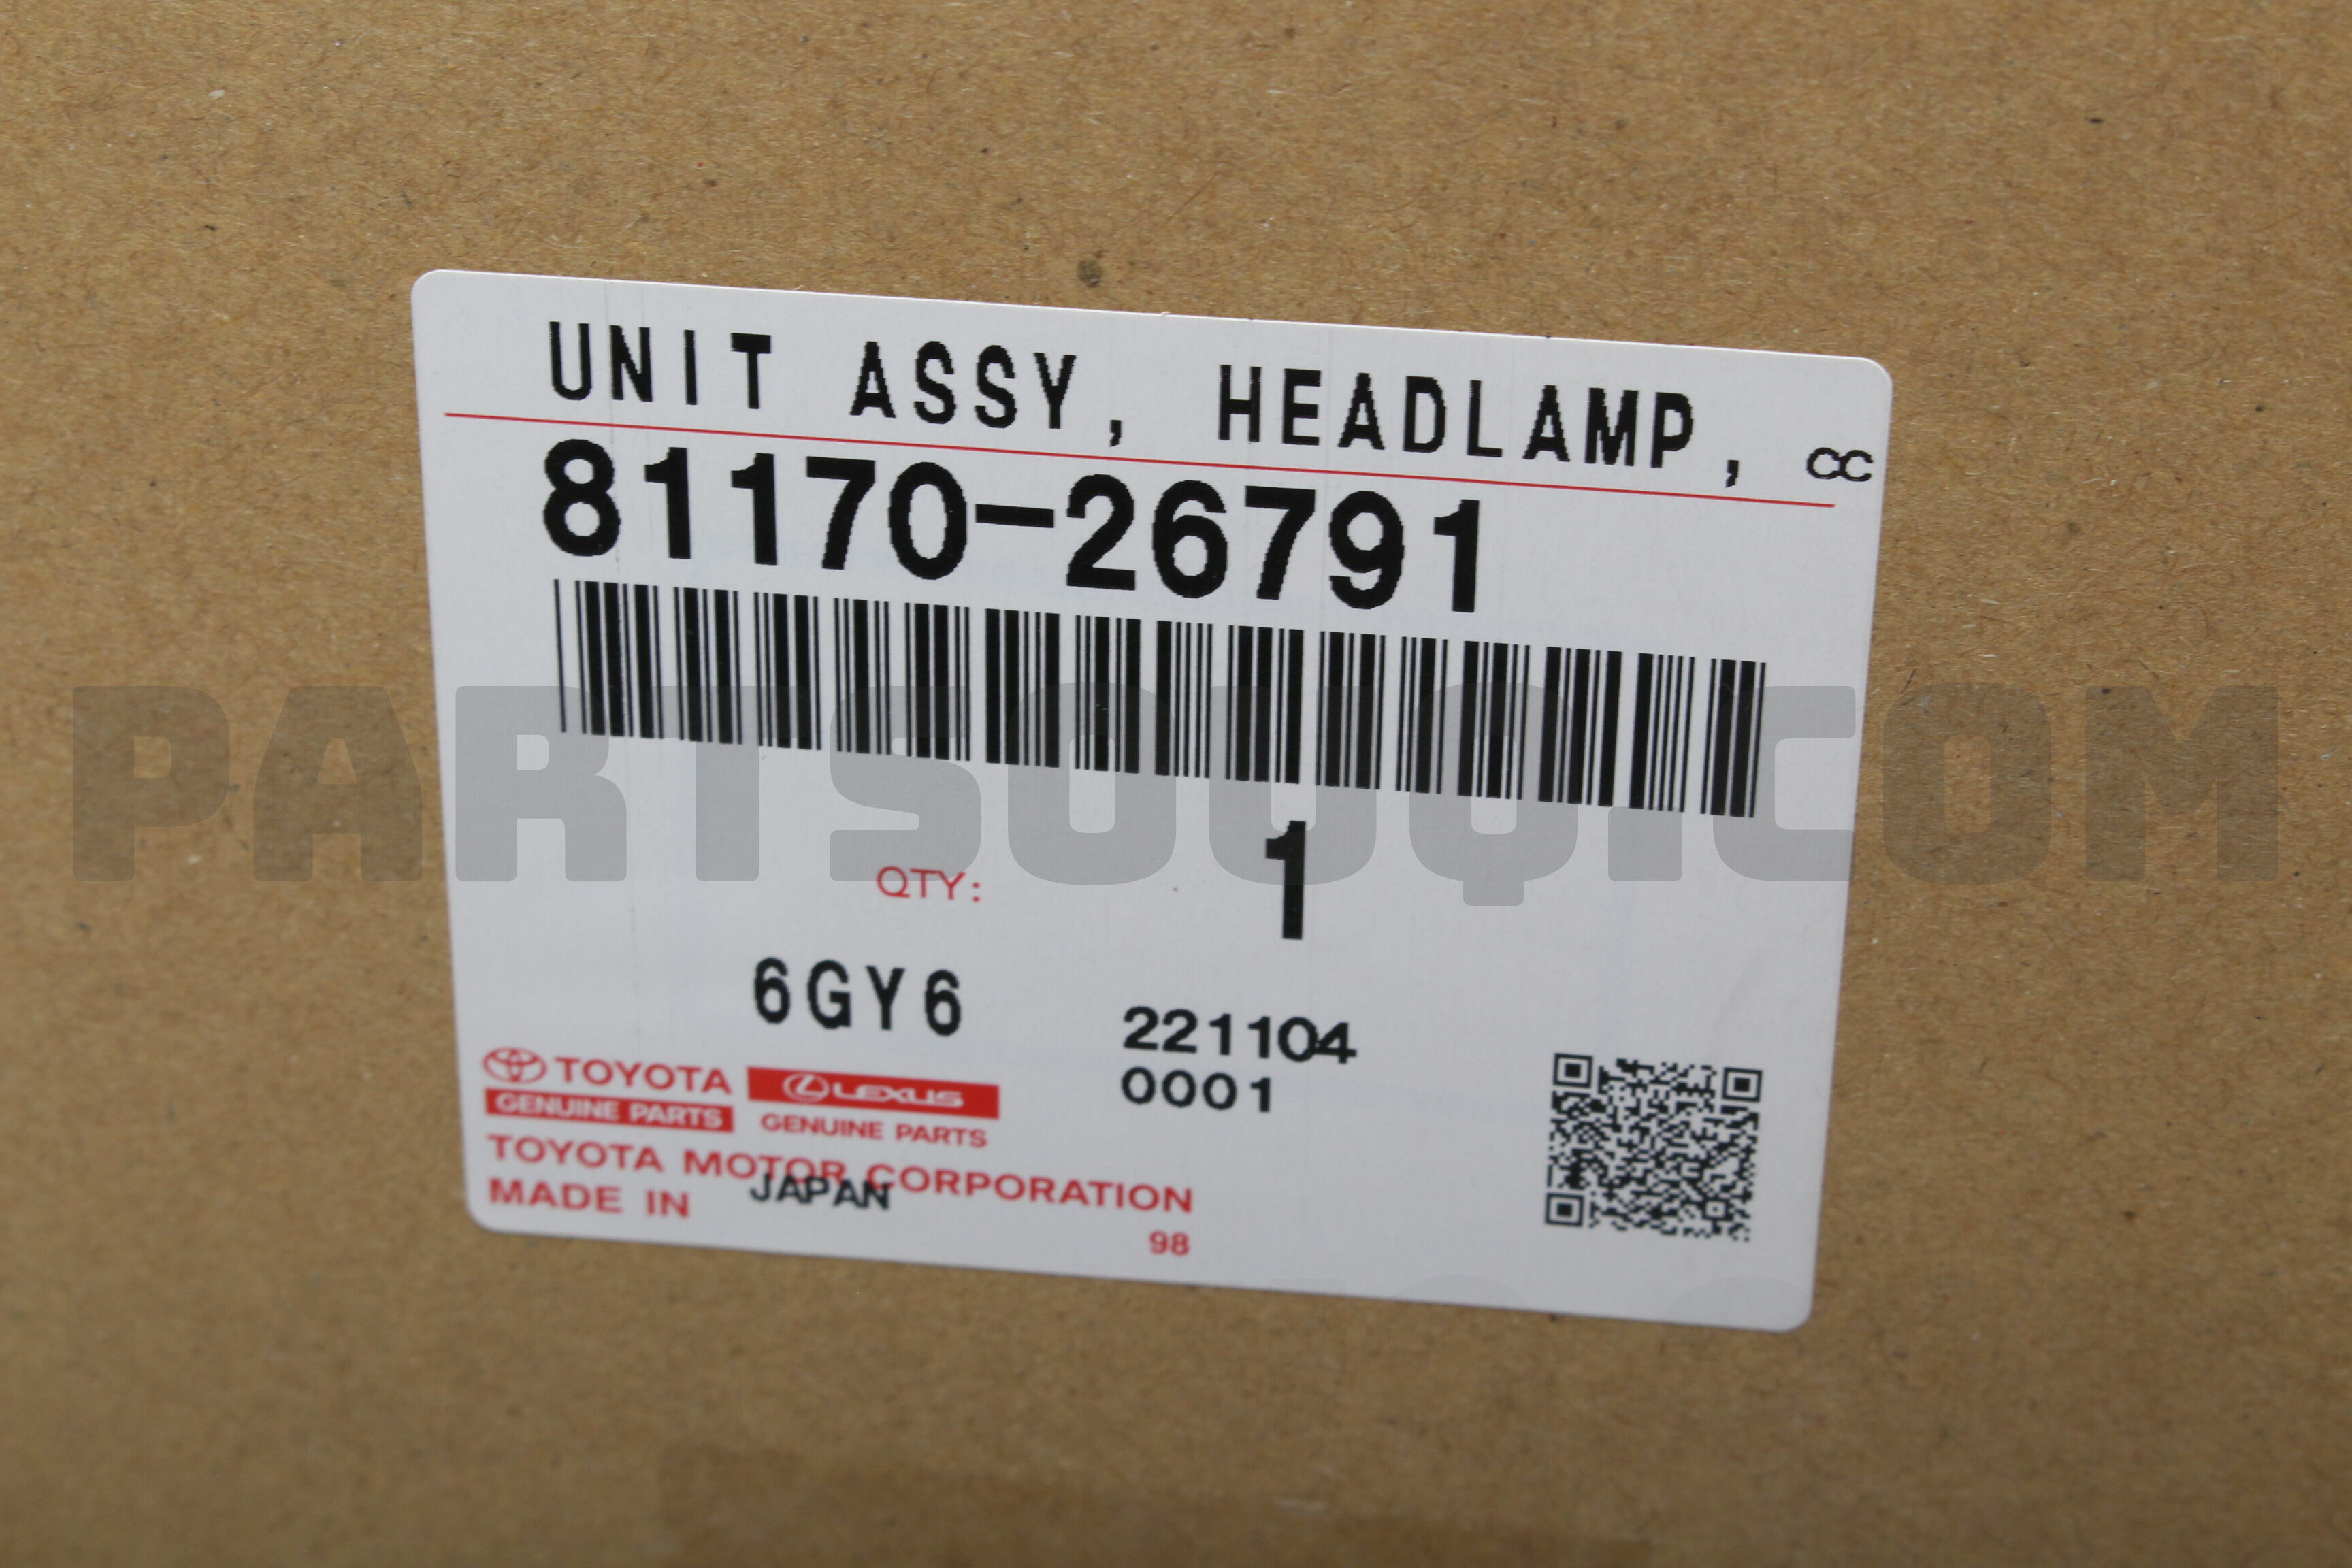 UNIT ASSY, HEADLAMP, CC
81170-26791
PARTSOUQ.COM
QTY: 1
6GY6
221104
0001
TOYOTA LEXUS
GENUINE PARTS GENUINE PARTS
TOYOTA MOTOR CORPORATION
MADE IN JAPAN
98